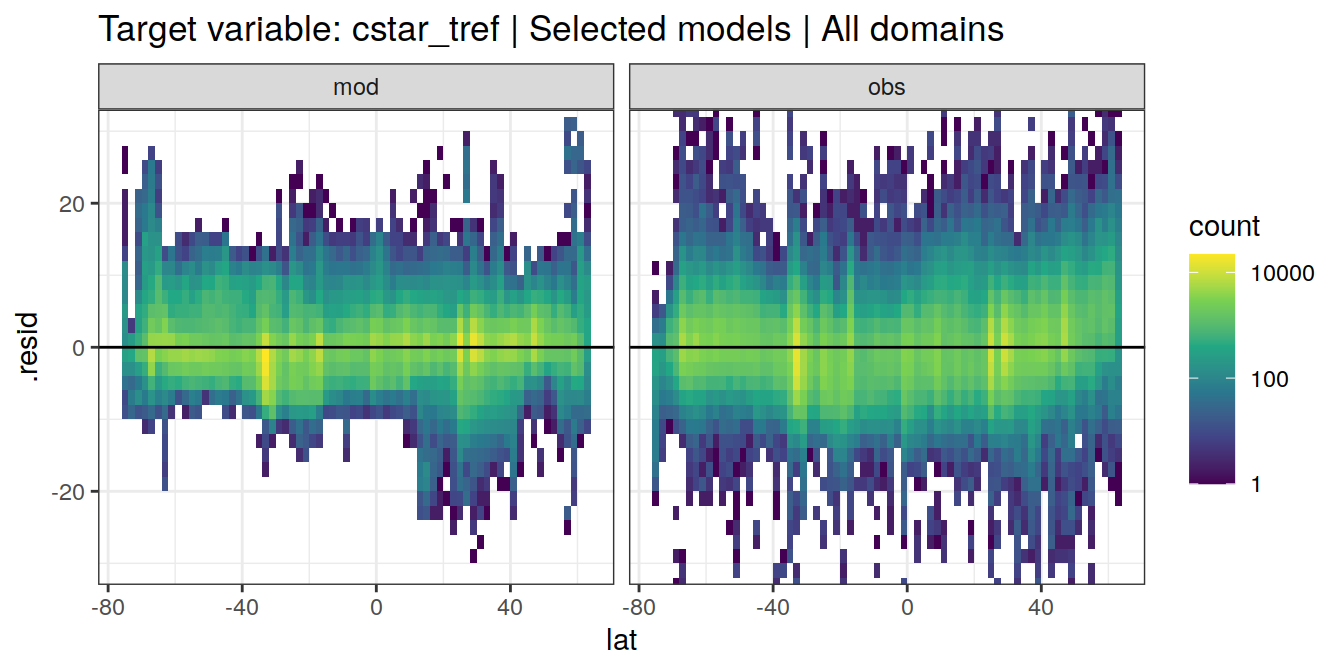 Target variable: cstar_tref | Selected models | All domains
mod
obs
.resid
20
0
-20
-80
-40
0
40
-80
-40
0
40
lat
count
10000
100
1